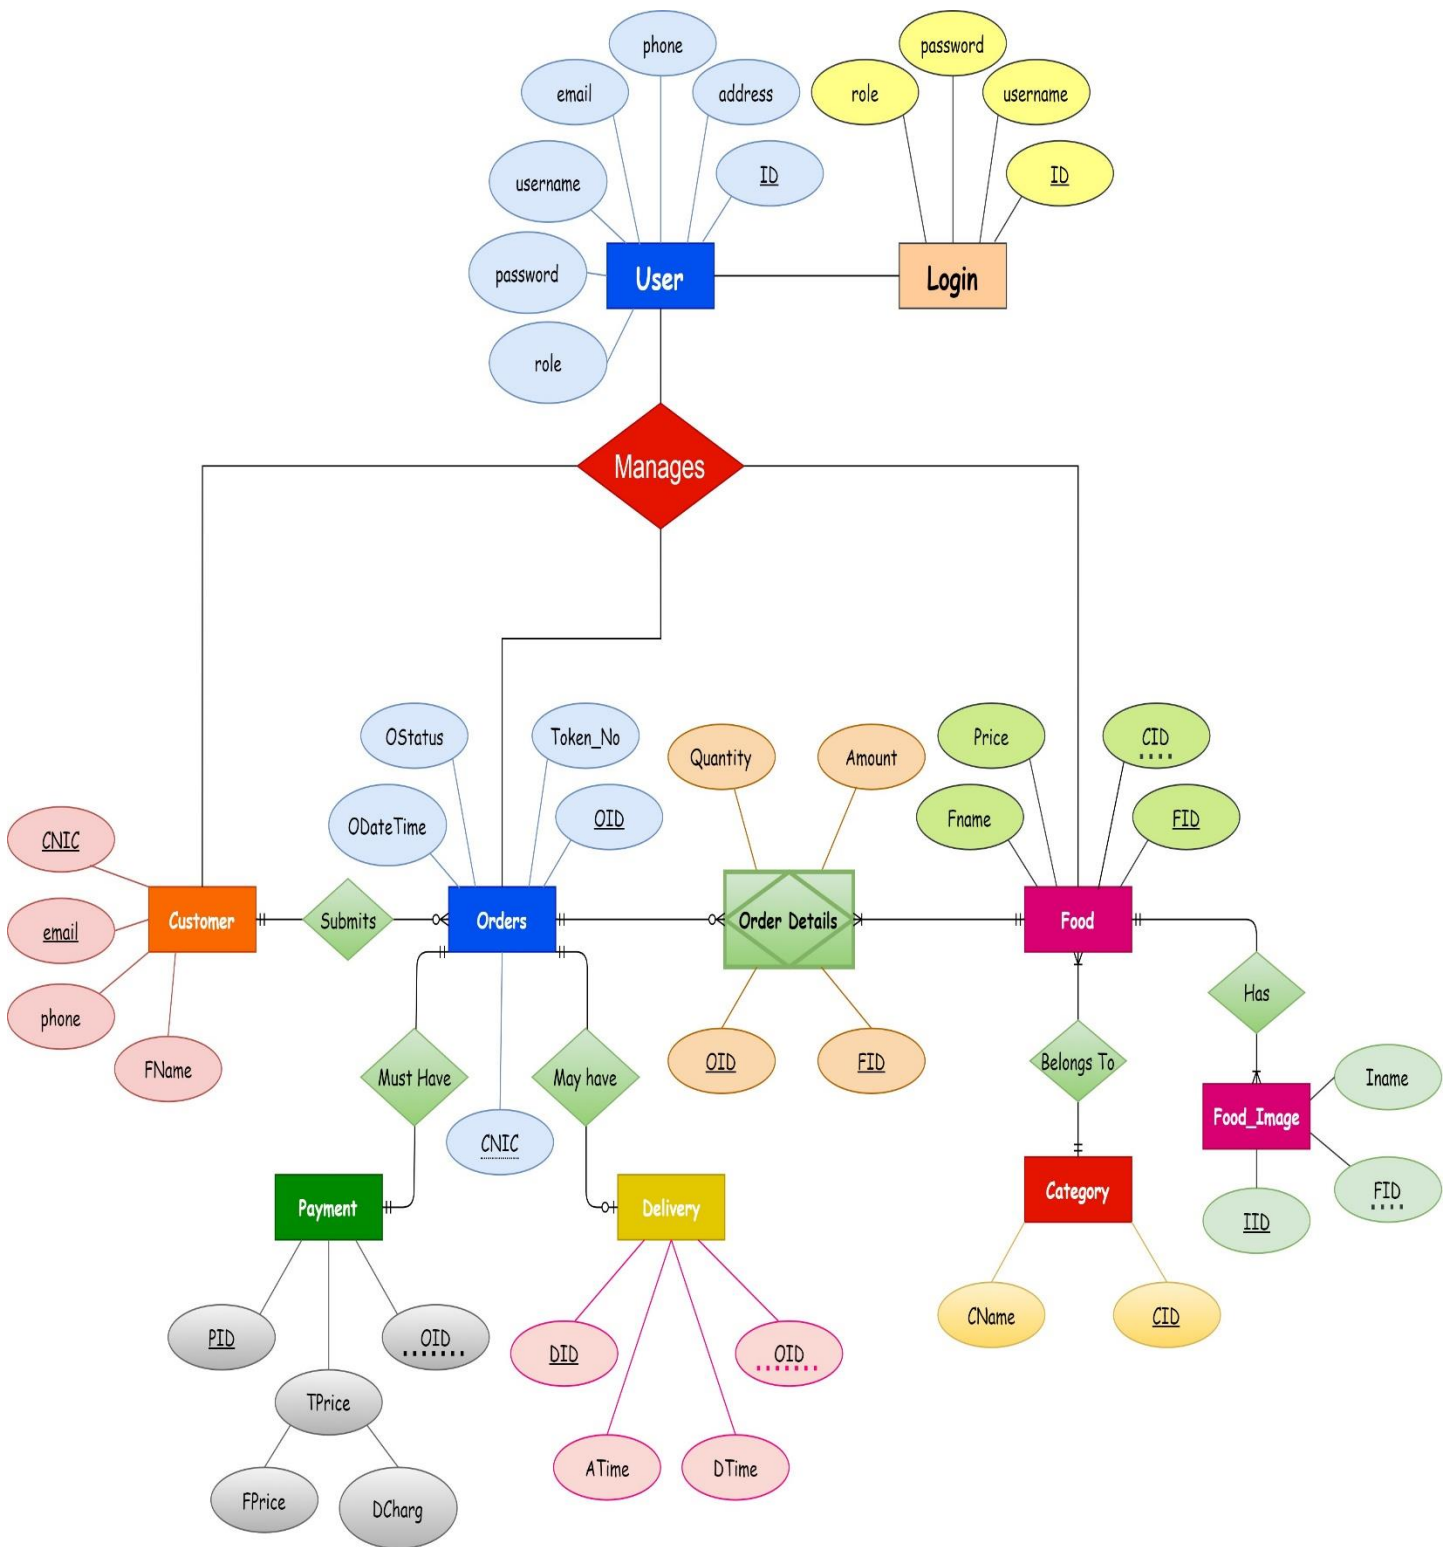 phone
password
email
address
role
username
ID
ID
username
password
User
Login
role
Manages
OStatus
Token_No
Quantity
Amount
Price
CID
ODateTime
OID
Fname
FID
CNIC
Customer
Submits
Orders
Order Details
Food
email
phone
FName
Must Have
May have
OID
FID
Belongs To
Has
Iname
Food_Image
CNIC
Payment
Delivery
Category
FID
IID
PID
OID
DID
OID
CName
CID
TPrice
FPrice
DCharg
ATime
DTime